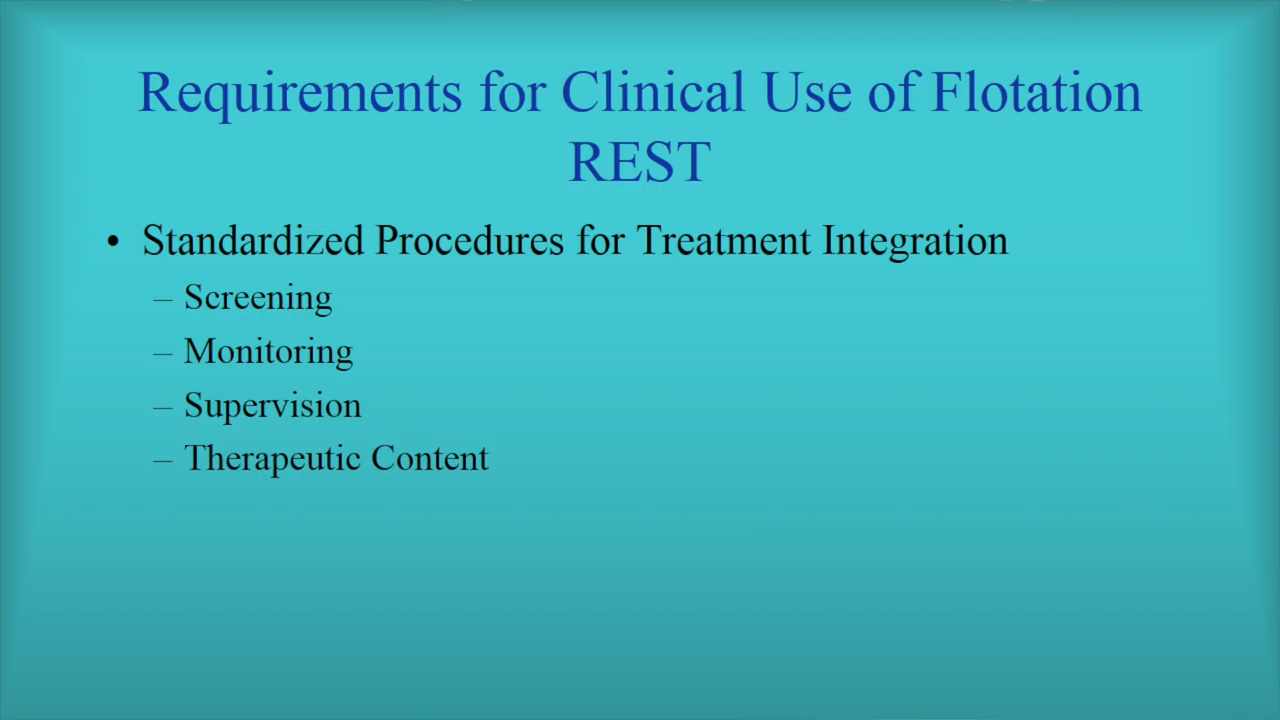 Requirements for Clinical Use of Flotation
REST
• Standardized Procedures for Treatment Integration
– Screening
– Monitoring
– Supervision
– Therapeutic Content